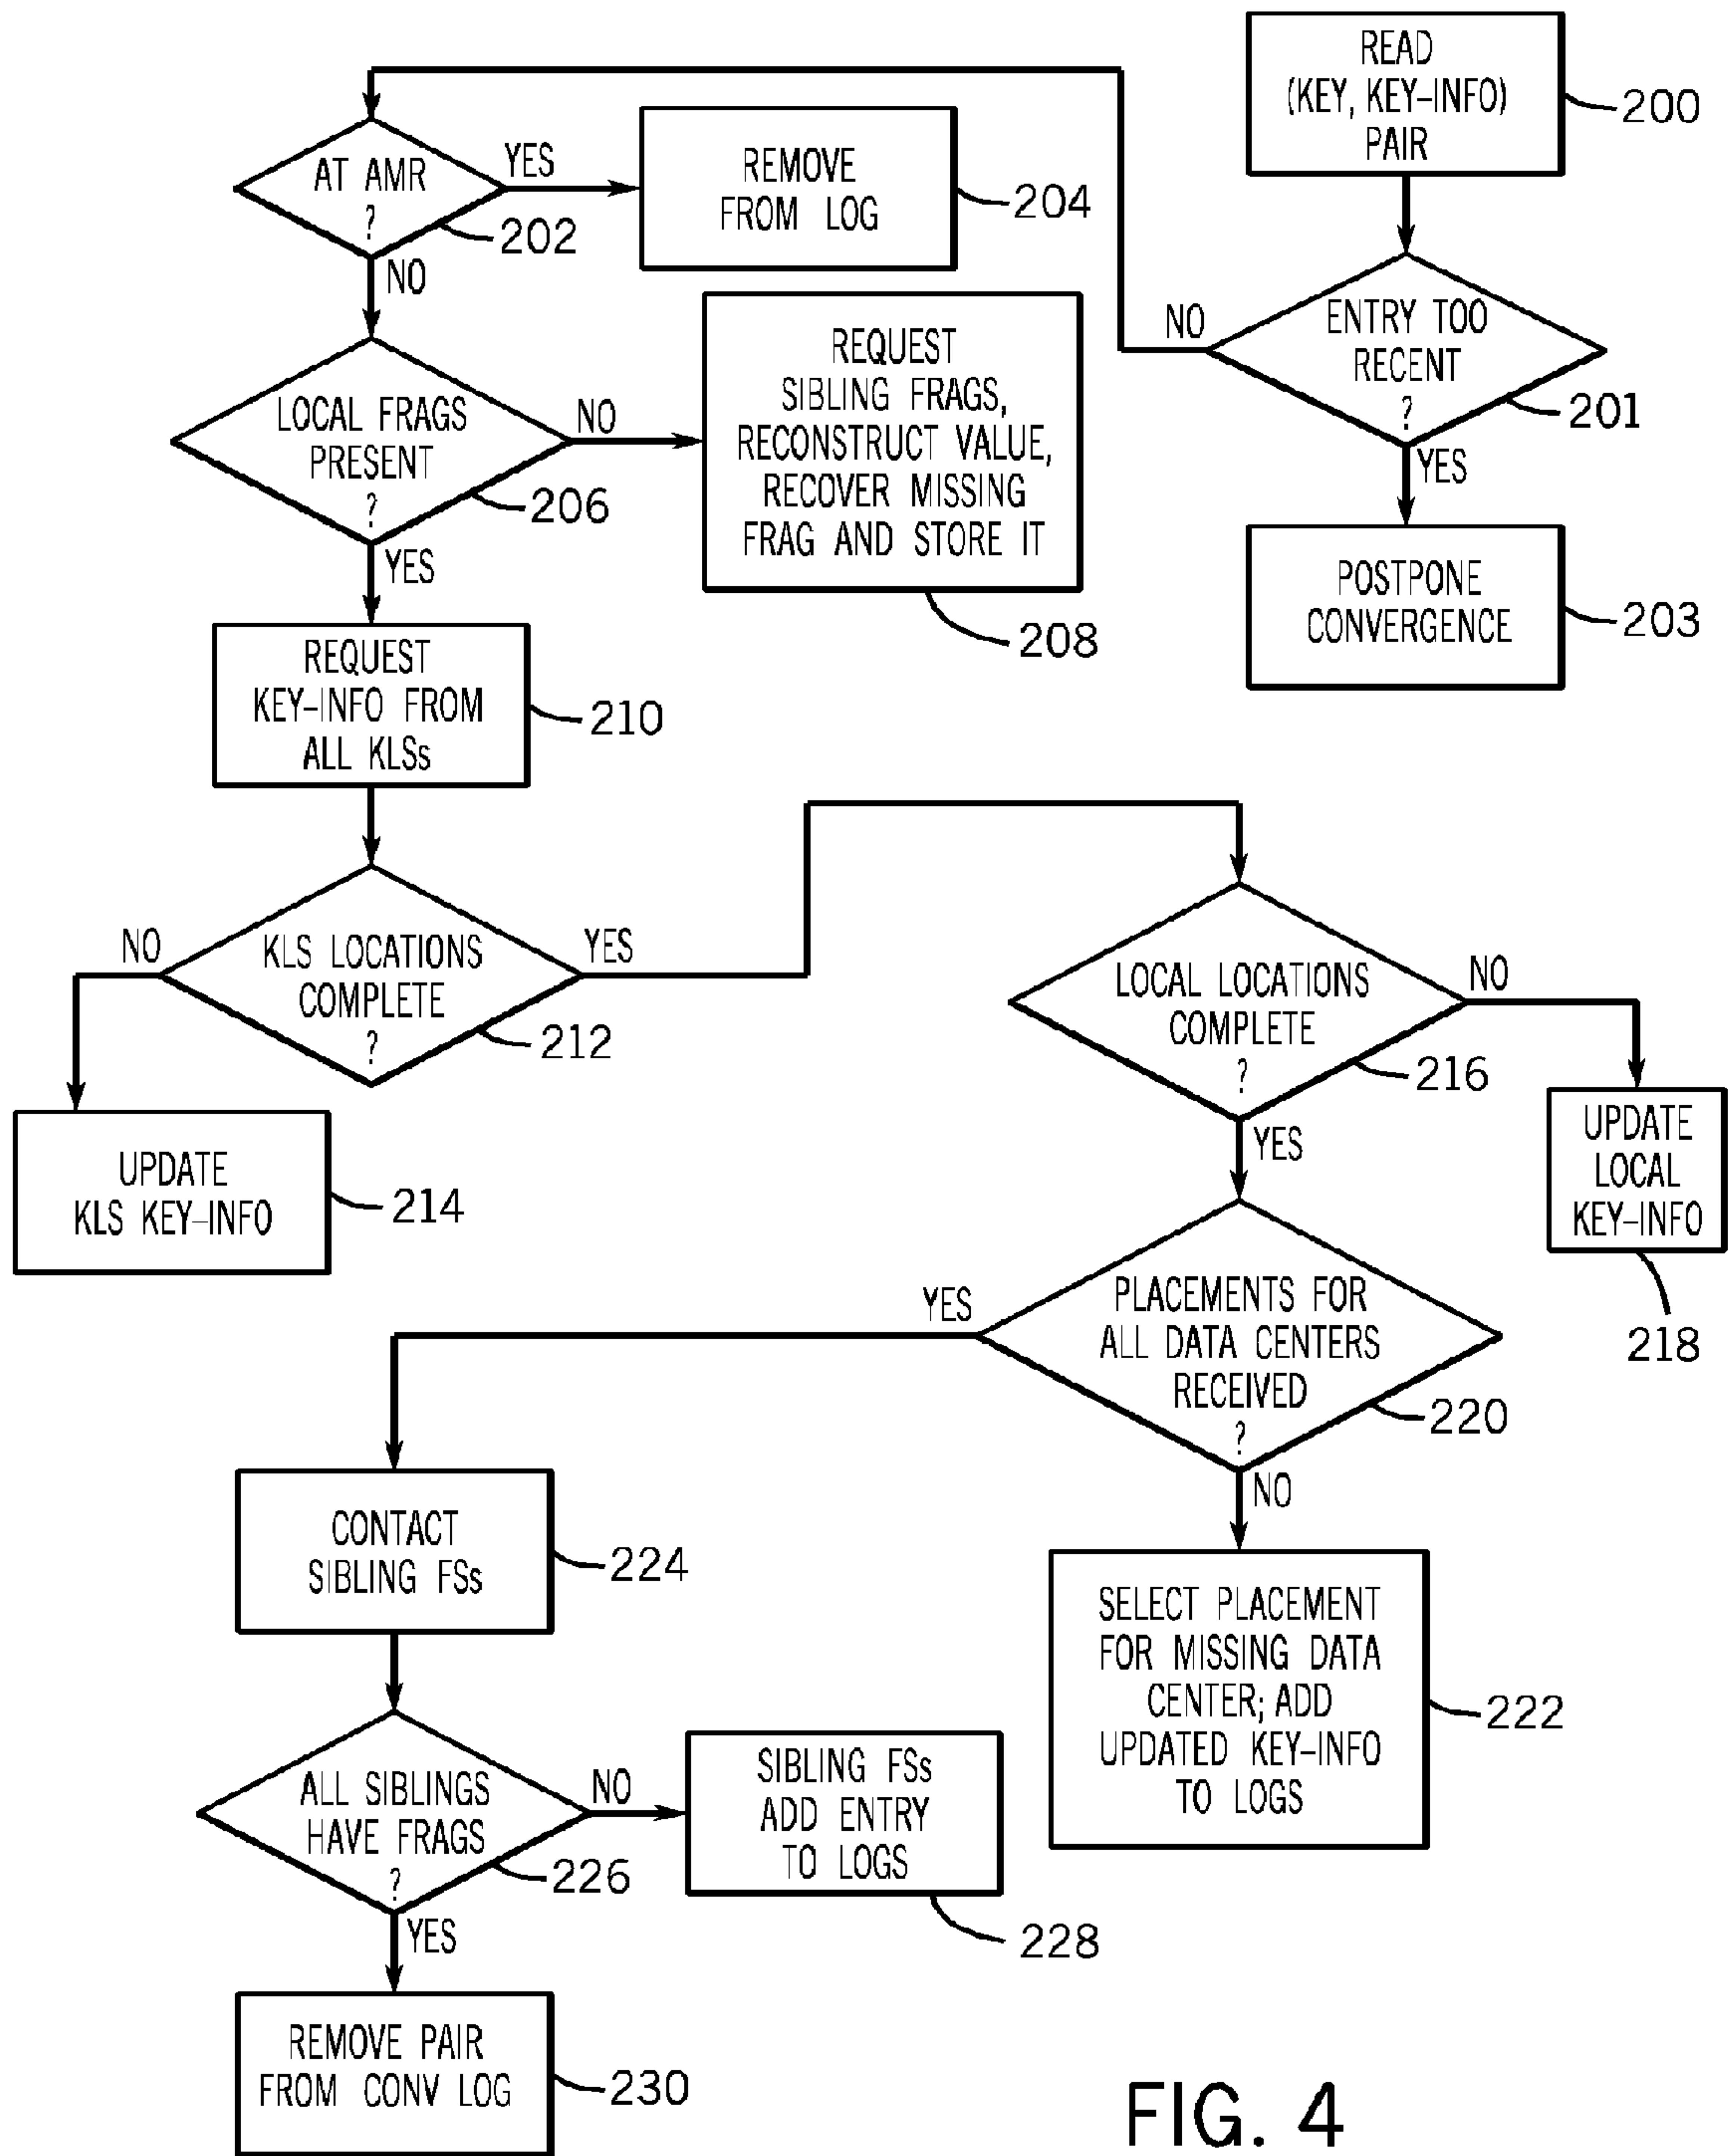 READ
(KEY, KEY-INFO)
PAIR
200
ENTRY TOO
RECENT
?
201
NO
YES
POSTPONE
CONVERGENCE
203
AT AMR
?
202
YES
NO
REMOVE
FROM LOG
204
LOCAL FRAGS
PRESENT
?
206
NO
YES
REQUEST
SIBLING FRAGS,
RECONSTRUCT VALUE,
RECOVER MISSING
FRAG AND STORE IT
208
REQUEST
KEY-INFO FROM
ALL KLSs
210
KLS LOCATIONS
COMPLETE
?
212
NO
YES
UPDATE
KLS KEY-INFO
214
LOCAL LOCATIONS
COMPLETE
?
216
NO
YES
UPDATE
LOCAL
KEY-INFO
218
PLACEMENTS FOR
ALL DATA CENTERS
RECEIVED
?
220
YES
NO
SELECT PLACEMENT
FOR MISSING DATA
CENTER; ADD
UPDATED KEY-INFO
TO LOGS
222
CONTACT
SIBLING FSs
224
ALL SIBLINGS
HAVE FRAGS
?
226
NO
YES
SIBLING FSs
ADD ENTRY
TO LOGS
228
REMOVE PAIR
FROM CONV LOG
230
FIG. 4